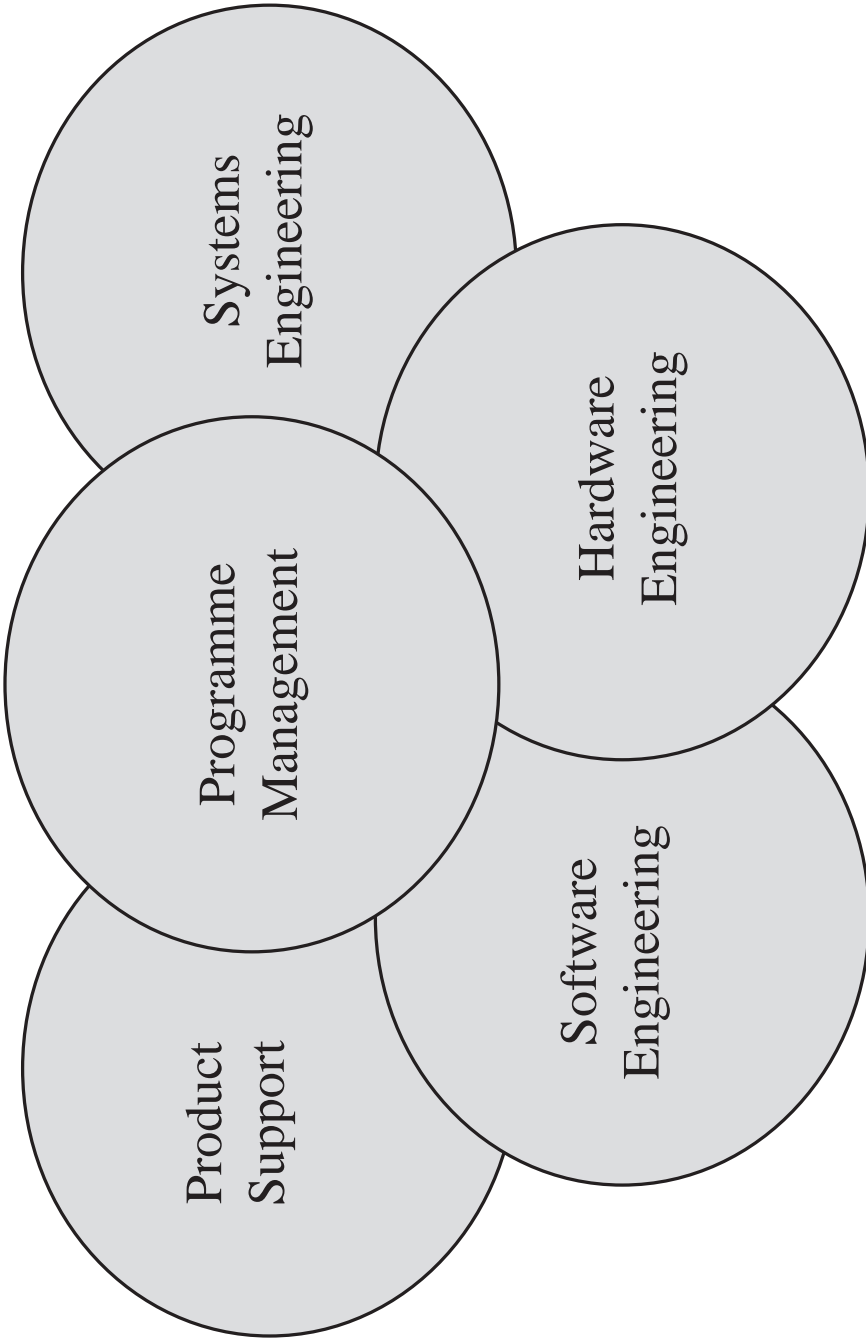 Product
Support
Programme
Management
Systems
Engineering
Software
Engineering
Hardware
Engineering